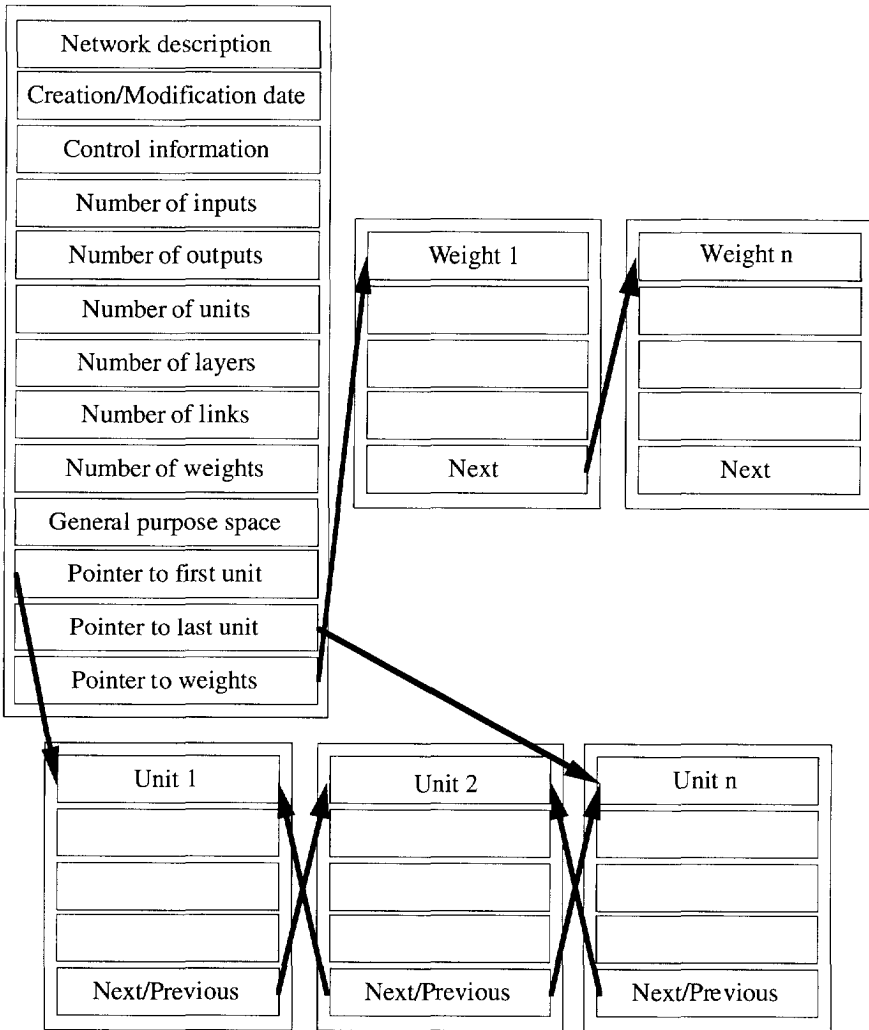 Network description
Creation/Modification date
Control information
Number of inputs
Number of outputs
Number of units
Number of layers
Number of links
Number of weights
General purpose space
Pointer to first unit
Pointer to last unit
Pointer to weights
Weight 1
Next
Weight n
Next
Unit 1
Next/Previous
Unit 2
Next/Previous
Unit n
Next/Previous